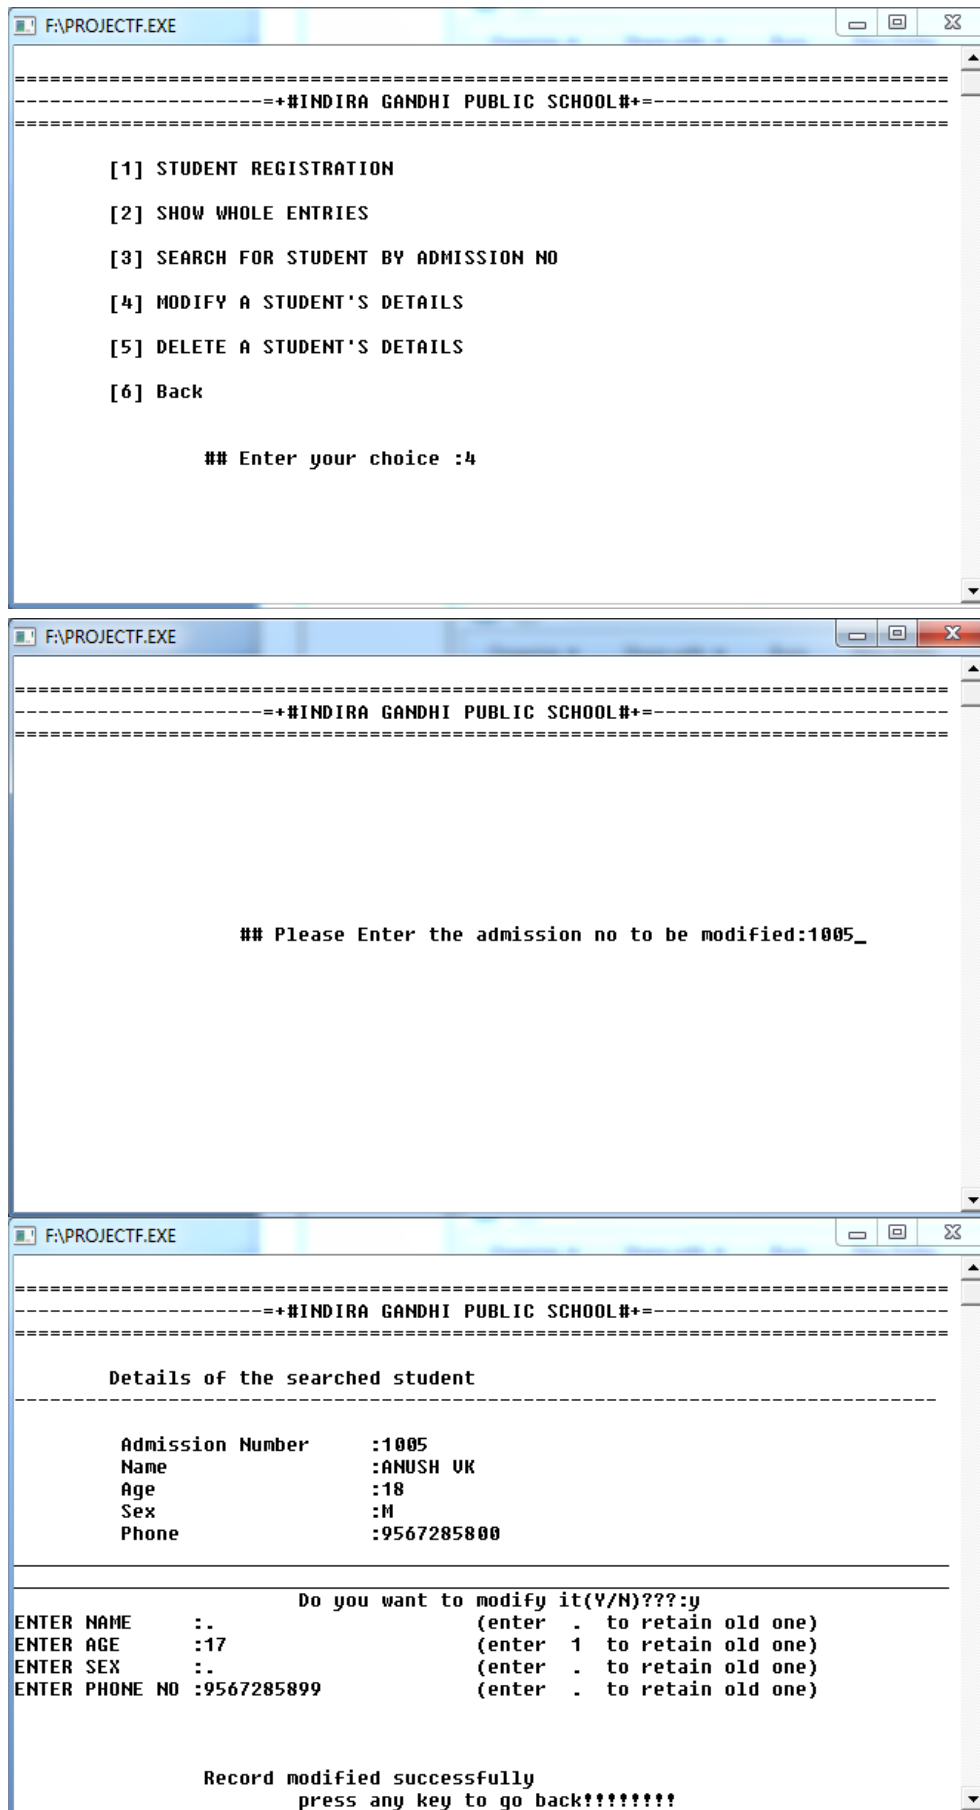 F:\PROJECTF.EXE
===============================================================================
---------------------=+#INDIRA GANDHI PUBLIC SCHOOL#+=-------------------------
===============================================================================
[1] STUDENT REGISTRATION
[2] SHOW WHOLE ENTRIES
[3] SEARCH FOR STUDENT BY ADMISSION NO
[4] MODIFY A STUDENT'S DETAILS
[5] DELETE A STUDENT'S DETAILS
[6] Back
## Enter your choice :4
F:\PROJECTF.EXE
===============================================================================
---------------------=+#INDIRA GANDHI PUBLIC SCHOOL#+=-------------------------
===============================================================================
## Please Enter the admission no to be modified:1005_
F:\PROJECTF.EXE
===============================================================================
---------------------=+#INDIRA GANDHI PUBLIC SCHOOL#+=-------------------------
===============================================================================
Details of the searched student
------------------------------------------------------------------------------
Admission Number :1005
Name :ANUSH VK
Age :18
Sex :M
Phone :9567285800
Do you want to modify it(Y/N)???:y
ENTER NAME :. (enter . to retain old one)
ENTER AGE :17 (enter 1 to retain old one)
ENTER SEX :. (enter . to retain old one)
ENTER PHONE NO :9567285899 (enter . to retain old one)
Record modified successfully
press any key to go back!!!!!!!!